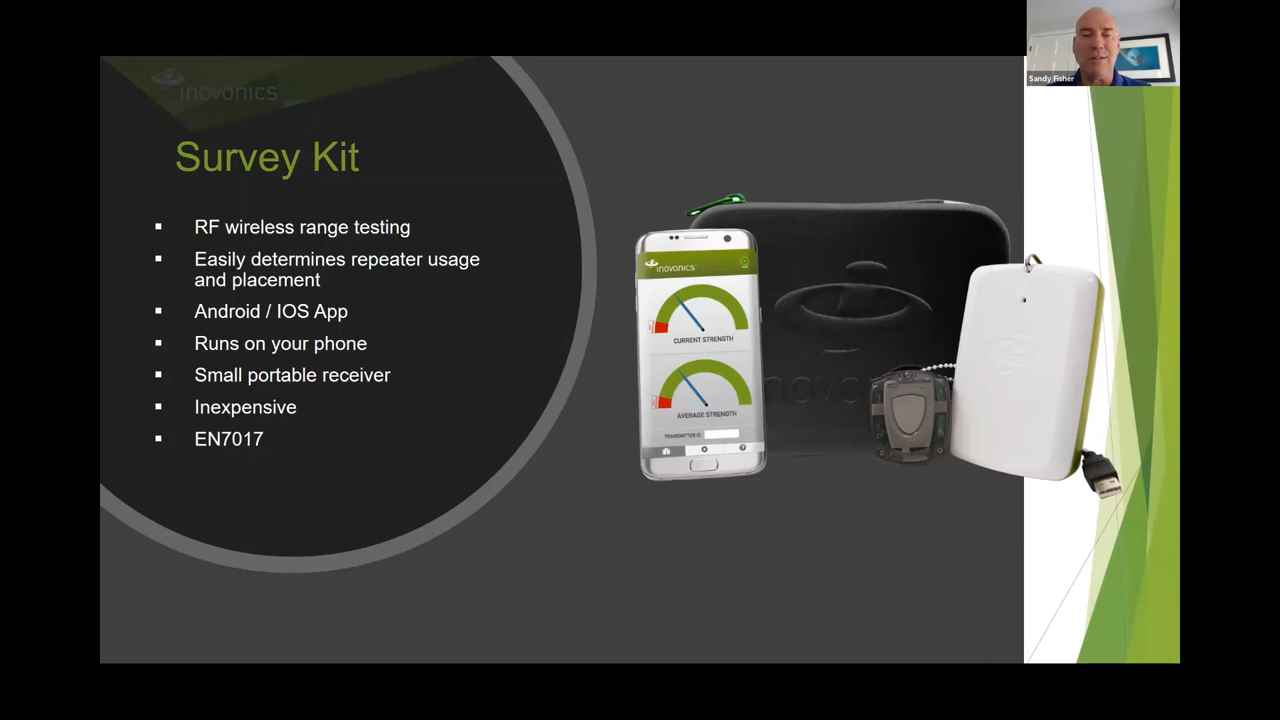 Sandy Fisher
inovonics
Survey Kit
RF wireless range testing
Easily determines repeater usage
and placement
Android / IOS App
Runs on your phone
Small portable receiver
Inexpensive
EN7017
inovonics
CURRENT STRENGTH
AVERAGE STRENGTH
TRANSMITTER ID